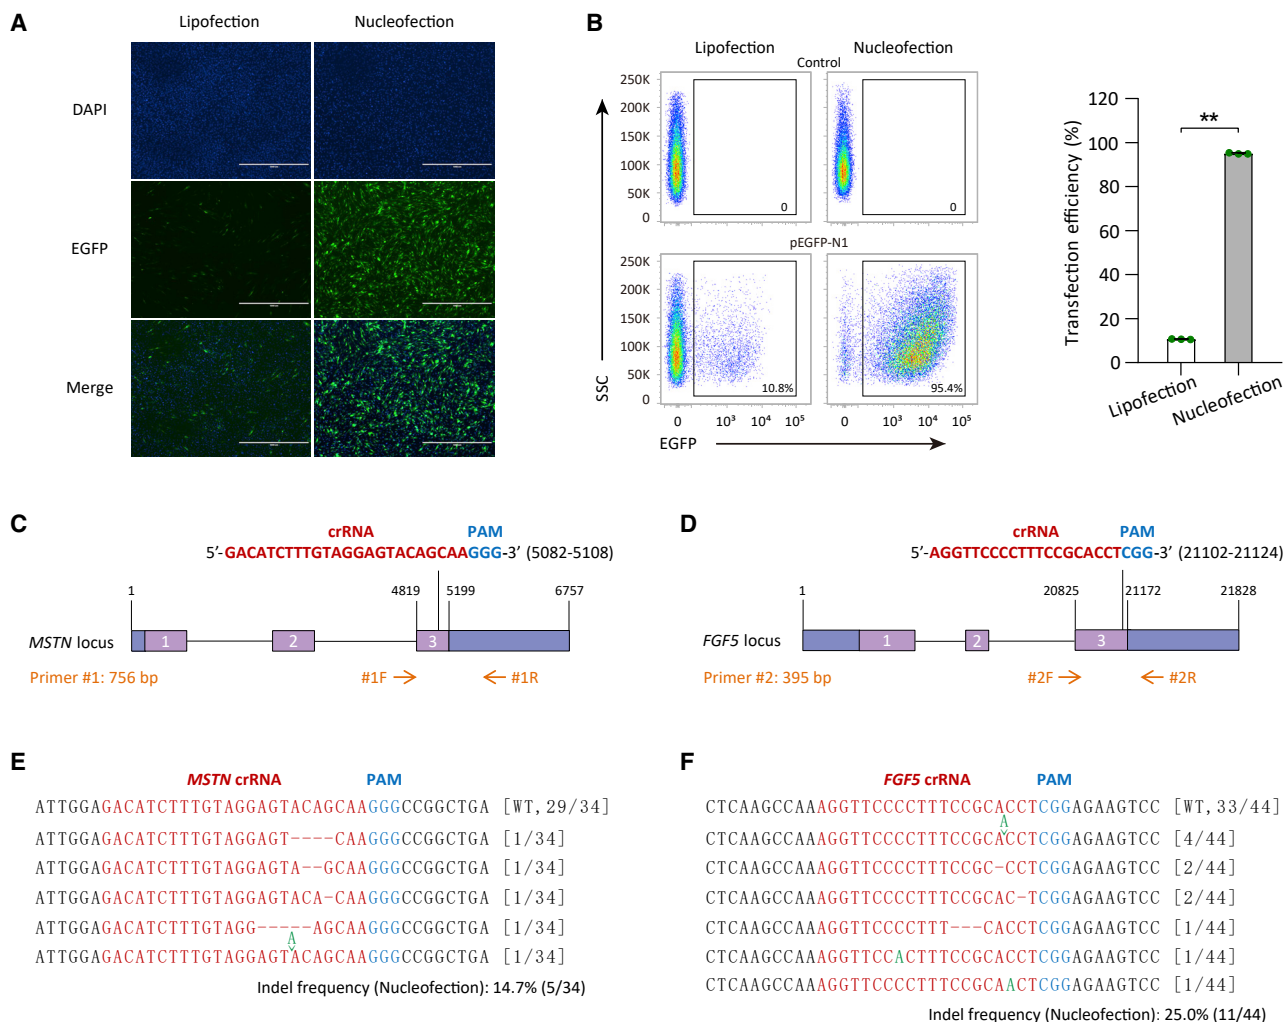 A
Lipofection Nucleofection
DAPI
EGFP
Merge
B
Lipofection Nucleofection
Control
250K
200K
150K
100K
50K
0
0
0
pEGFP-N1
250K
200K
150K
100K
50K
0
10.8%
95.4%
SSC
0 10³ 10⁴ 10⁵ 0 10³ 10⁴ 10⁵
EGFP
Transfection efficiency (%)
120
100
80
60
40
20
0
**
Lipofection
Nucleofection
C
crRNA PAM
5’-GACATCTTTGTAGGAGTACAGCAAGGG-3’ (5082-5108)
1 4819 5199 6757
MSTN locus 1 2 3
Primer #1: 756 bp #1F #1R
D
crRNA PAM
5’-AGGTTCCCCTTTCCGCACCTCGG-3’ (21102-21124)
1 20825 21172 21828
FGF5 locus 1 2 3
Primer #2: 395 bp #2F #2R
E
MSTN crRNA PAM
ATTGGAGACATCTTTGTAGGAGTACAGCAAGGGCCGGCTGA [WT,29/34]
ATTGGAGACATCTTTGTAGGAGT----CAAGGGCCGGCTGA [1/34]
ATTGGAGACATCTTTGTAGGAGTA--GCAAGGGCCGGCTGA [1/34]
ATTGGAGACATCTTTGTAGGAGTACA-CAAGGGCCGGCTGA [1/34]
ATTGGAGACATCTTTGTAGG-----AGCAAGGGCCGGCTGA [1/34]
A
ATTGGAGACATCTTTGTAGGAGTACAGCAAGGGCCGGCTGA [1/34]
Indel frequency (Nucleofection): 14.7% (5/34)
F
FGF5 crRNA PAM
CTCAAGCCAAAGGTTCCCCTTTCCGCACCTCGGAGAAGTCC [WT,33/44]
A
CTCAAGCCAAAGGTTCCCCTTTCCGCACCTCGGAGAAGTCC [4/44]
CTCAAGCCAAAGGTTCCCCTTTCCGC-CCTCGGAGAAGTCC [2/44]
CTCAAGCCAAAGGTTCCCCTTTCCGCAC-TCGGAGAAGTCC [2/44]
CTCAAGCCAAAGGTTCCCCTTT---CACCTCGGAGAAGTCC [1/44]
CTCAAGCCAAAGGTTCCACTTTCCGCACCTCGGAGAAGTCC [1/44]
CTCAAGCCAAAGGTTCCCCTTTCCGCAACTCGGAGAAGTCC [1/44]
Indel frequency (Nucleofection): 25.0% (11/44)